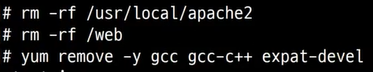 # rm -rf /usr/local/apache2
# rm -rf /web
# yum remove -y gcc gcc-c++ expat-devel